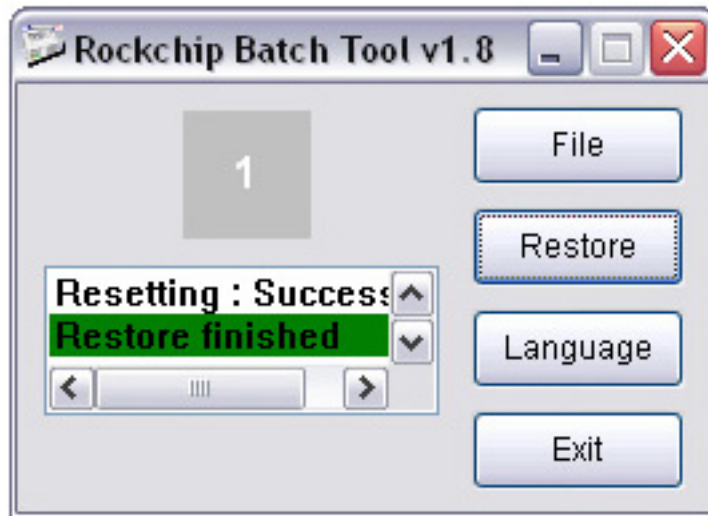 Rockchip Batch Tool v1.8
1
File
Restore
Resetting : Success
Restore finished
Language
Exit